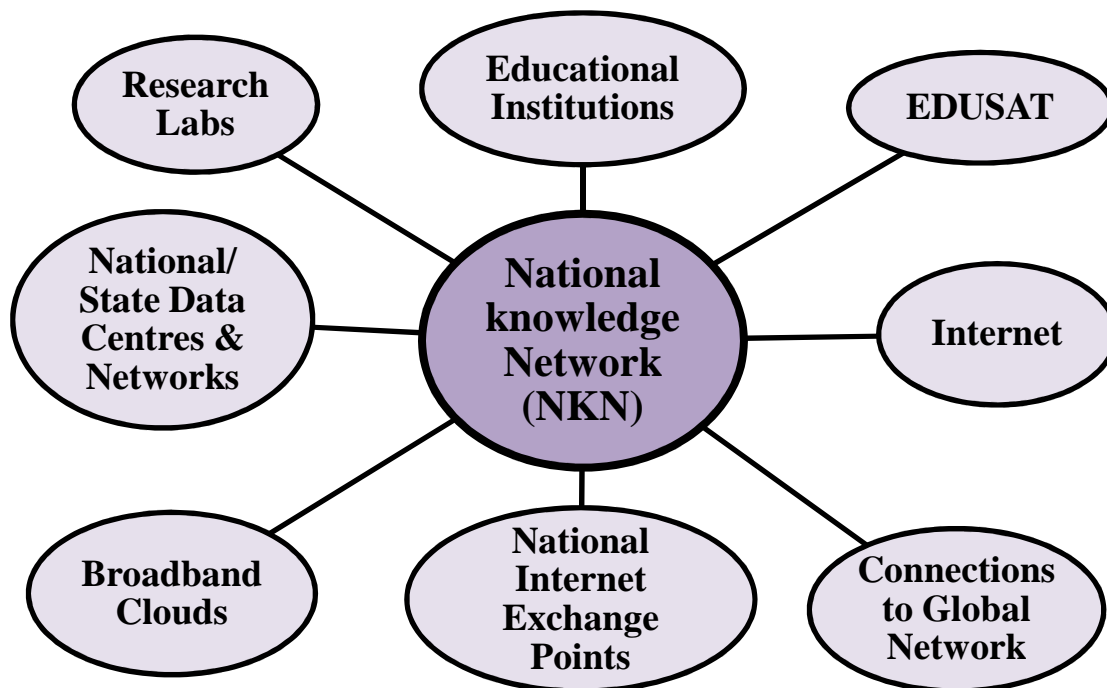 Research
Labs
Educational
Institutions
EDUSAT
National/
State Data
Centres &
Networks
National
knowledge
Network
(NKN)
Internet
Broadband
Clouds
National
Internet
Exchange
Points
Connections
to Global
Network